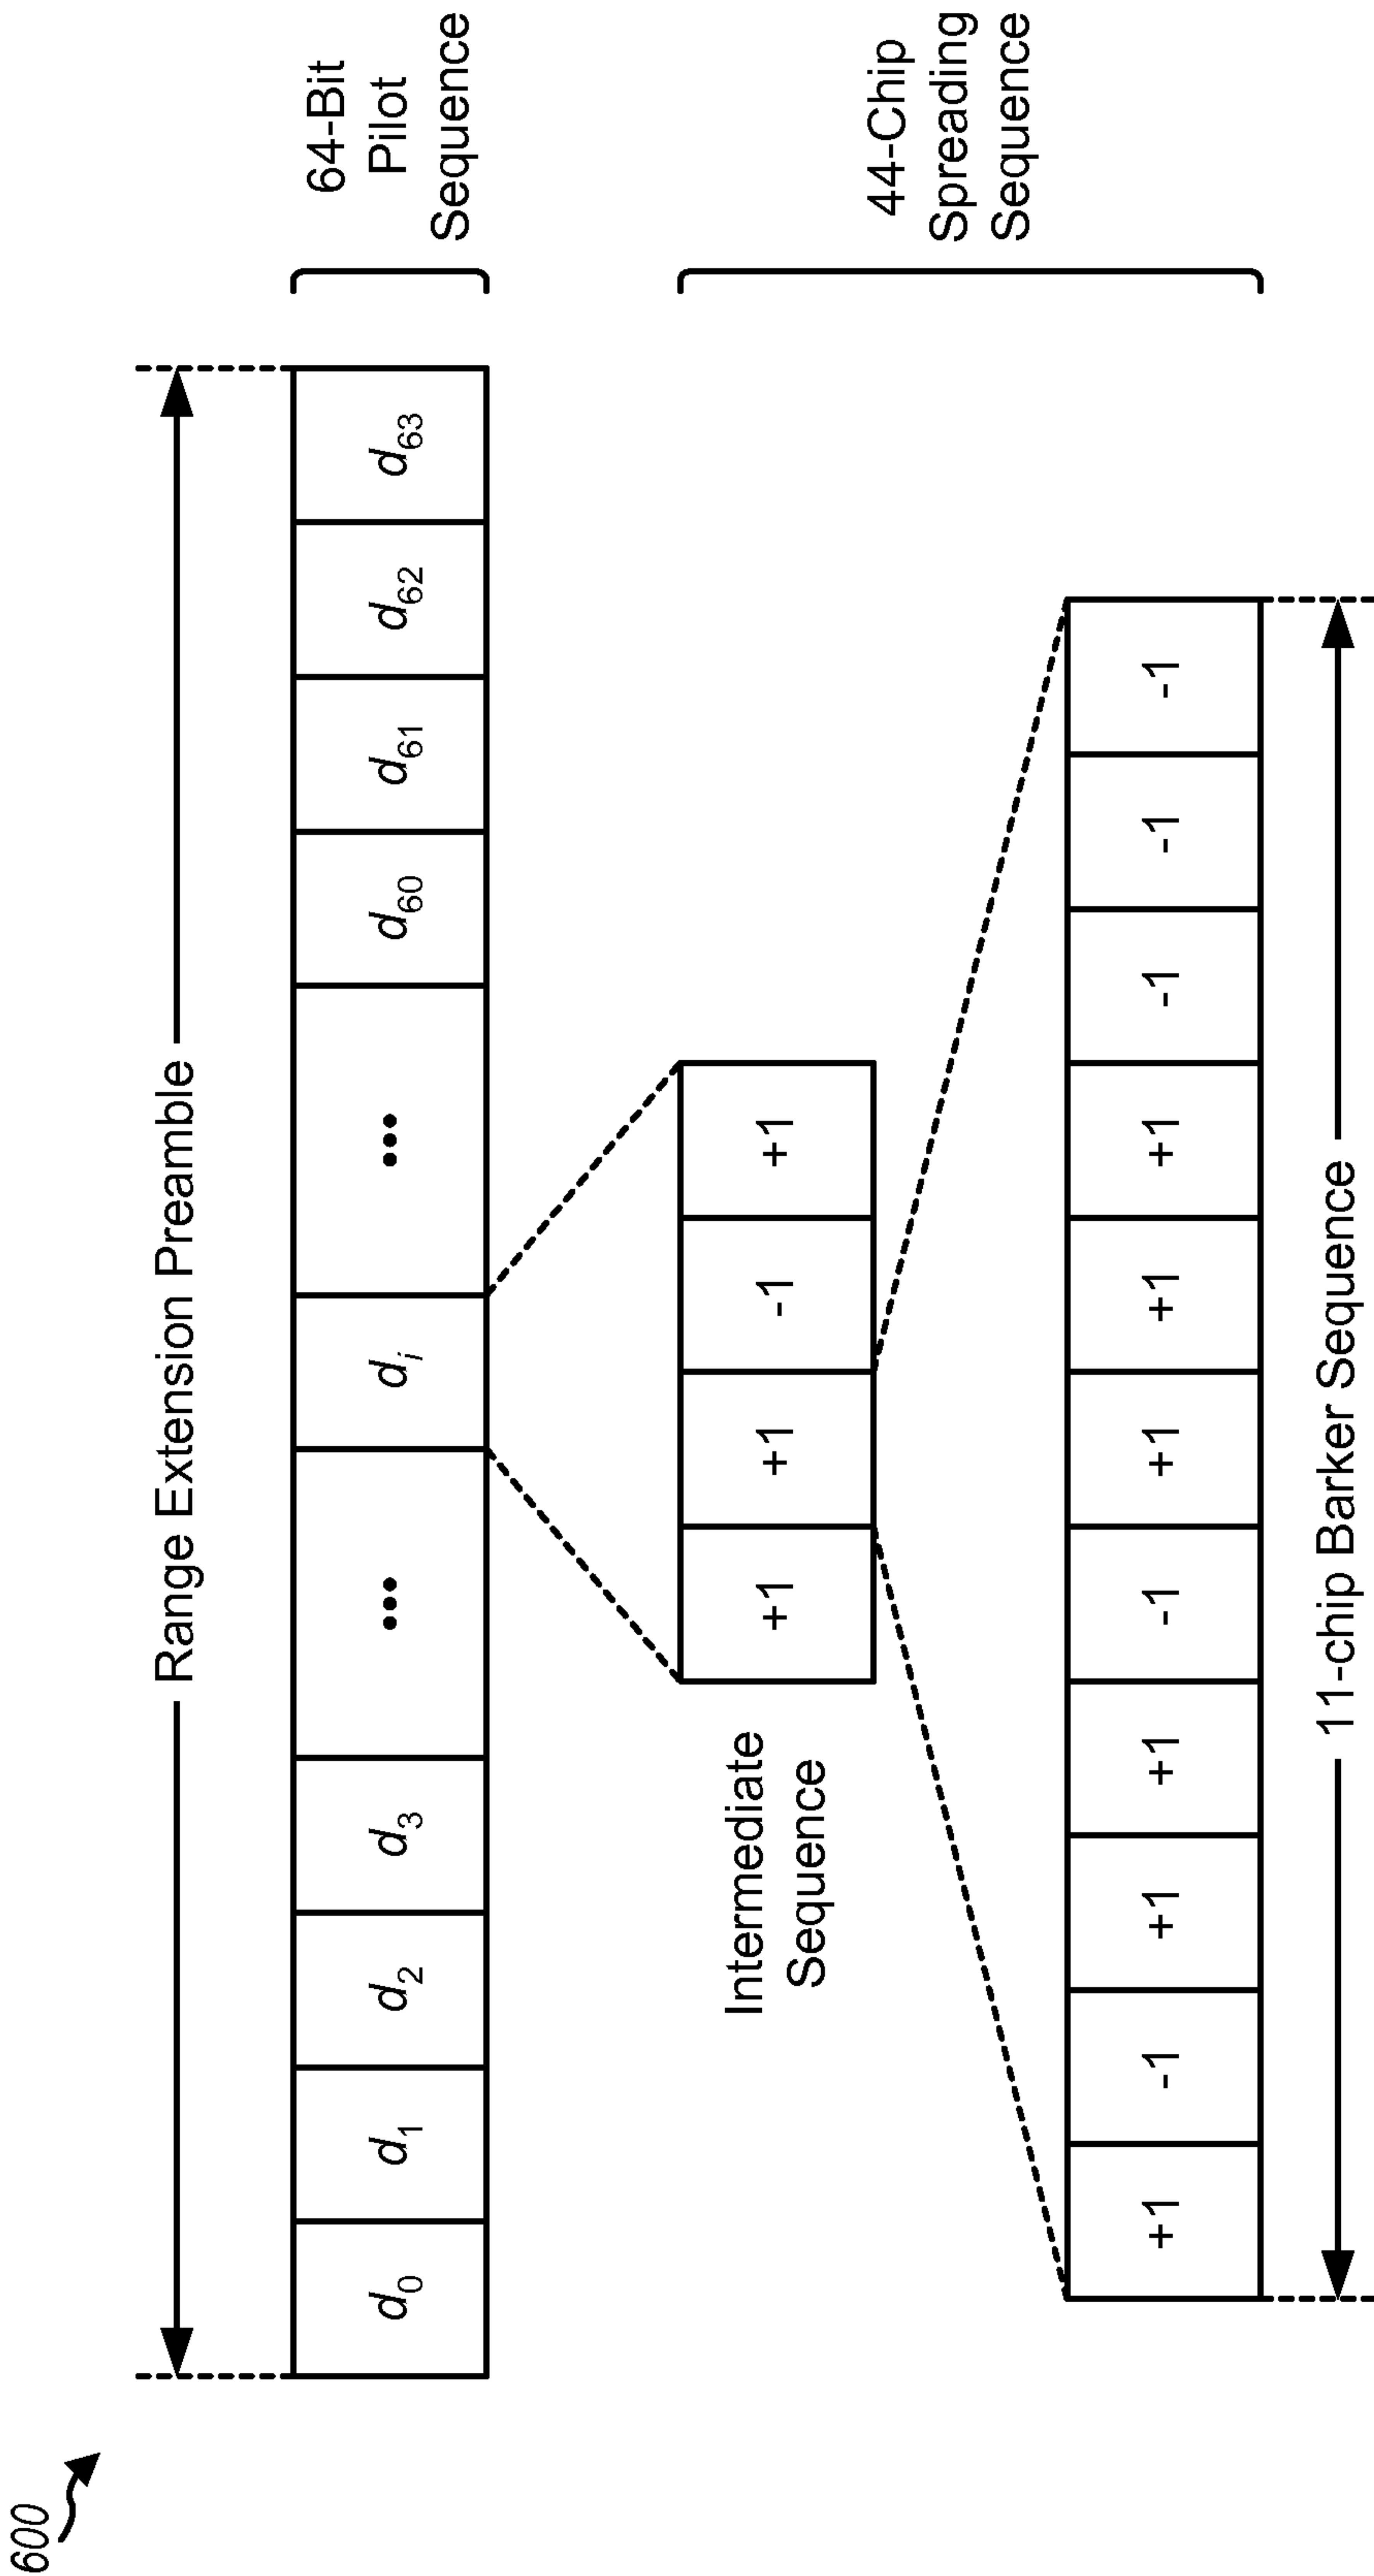 600
Range Extension Preamble
d0 d1 d2 d3 ••• di ••• d60 d61 d62 d63
64-Bit
Pilot
Sequence
Intermediate
Sequence
+1 +1 -1 +1
44-Chip
Spreading
Sequence
+1 -1 +1 +1 -1 +1 +1 +1 -1 -1 -1
11-chip Barker Sequence